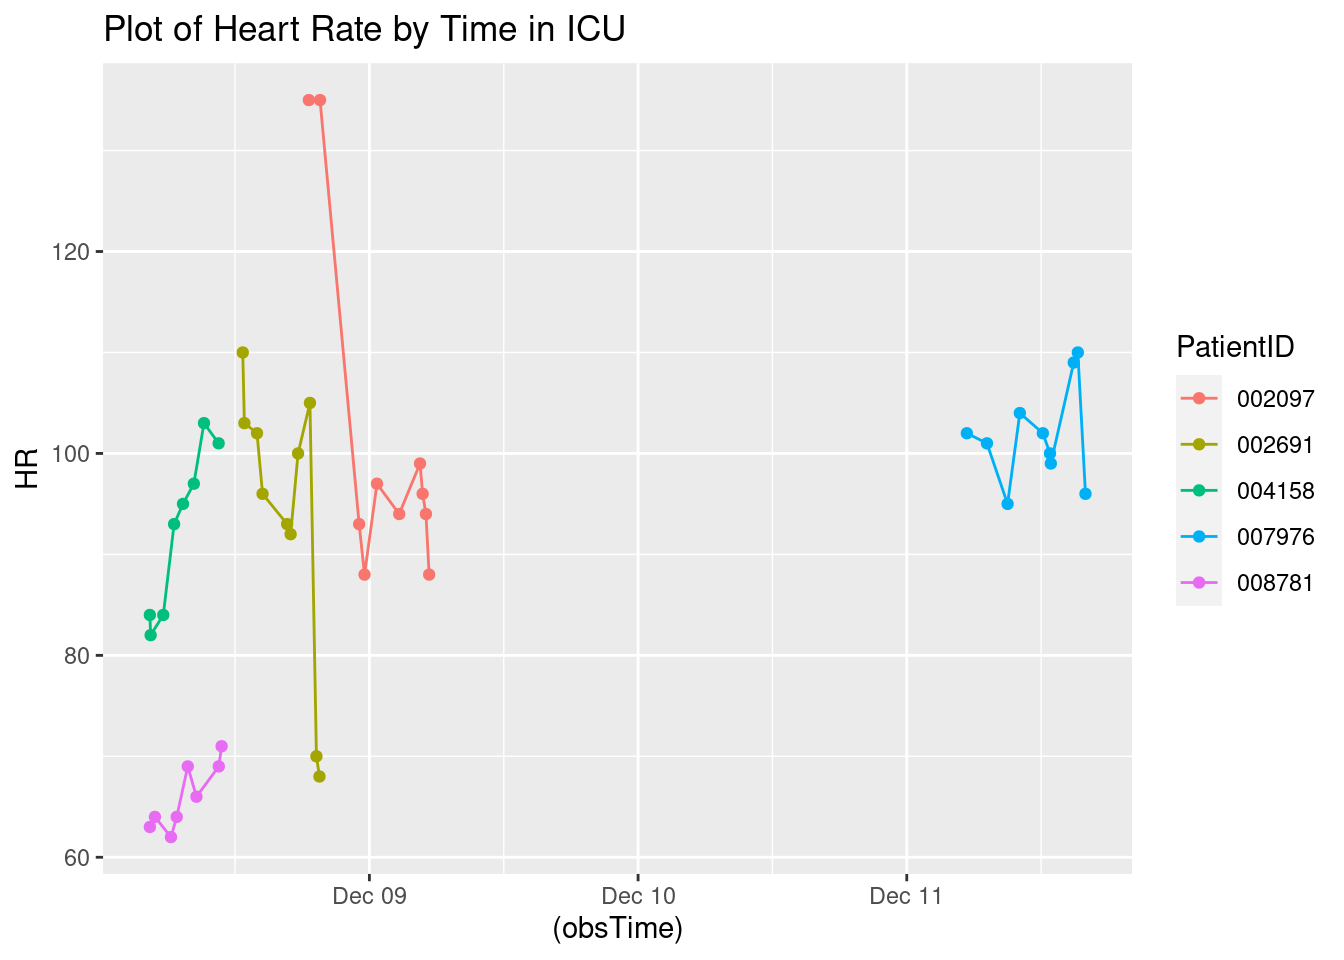 Plot of Heart Rate by Time in ICU
HR
120
100
80
60
Dec 09
Dec 10
Dec 11
(obsTime)
PatientID
002097
002691
004158
007976
008781